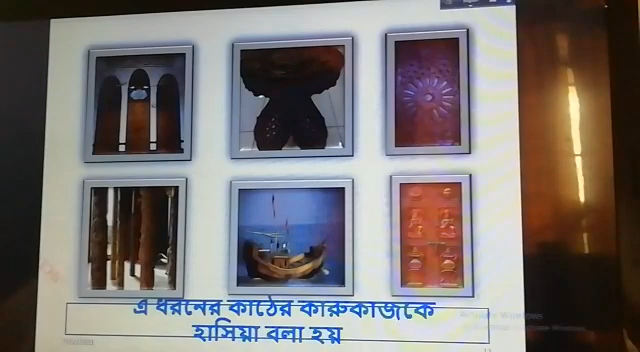 এ ধরনের কাঠের কারুকাজকে
হাসিয়া বলা হয়